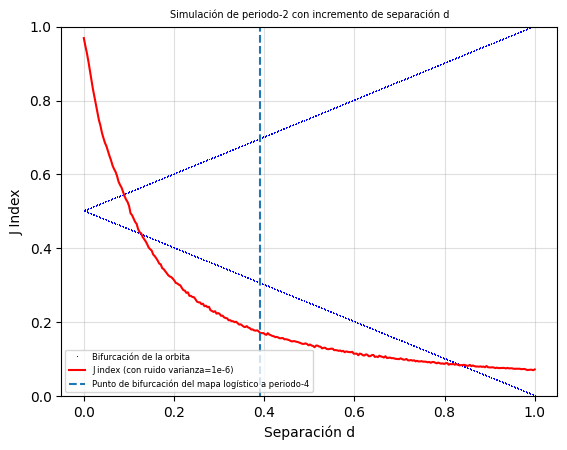 Simulación de periodo-2 con incremento de separación d
J Index
1.0
0.8
0.6
0.4
0.2
0.0
Bifurcación de la orbita
J index (con ruido varianza=1e-6)
Punto de bifurcación del mapa logístico a periodo-4
0.0 0.2 0.4 0.6 0.8 1.0
Separación d